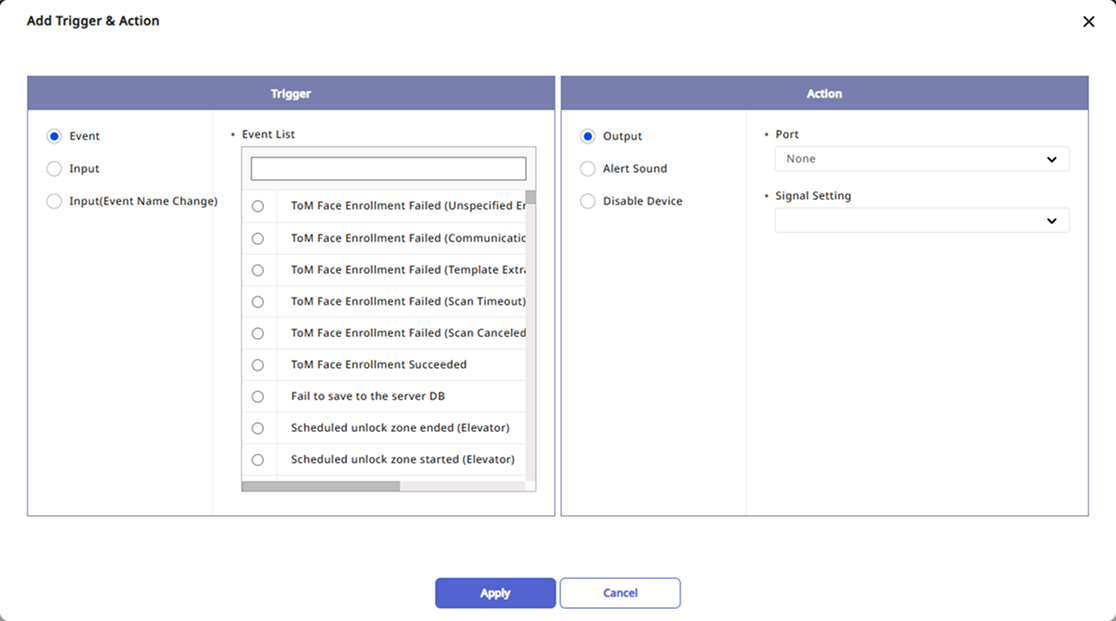 Add Trigger & Action
Trigger
Event
Input
Input(Event Name Change)
• Event List
ToM Face Enrollment Failed (Unspecified Er
ToM Face Enrollment Failed (Communicatic
ToM Face Enrollment Failed (Template Extra
ToM Face Enrollment Failed (Scan Timeout)
ToM Face Enrollment Failed (Scan Canceled
ToM Face Enrollment Succeeded
Fail to save to the server DB
Scheduled unlock zone ended (Elevator)
Scheduled unlock zone started (Elevator)
Action
Output
Alert Sound
Disable Device
• Port
None
• Signal Setting
Apply
Cancel